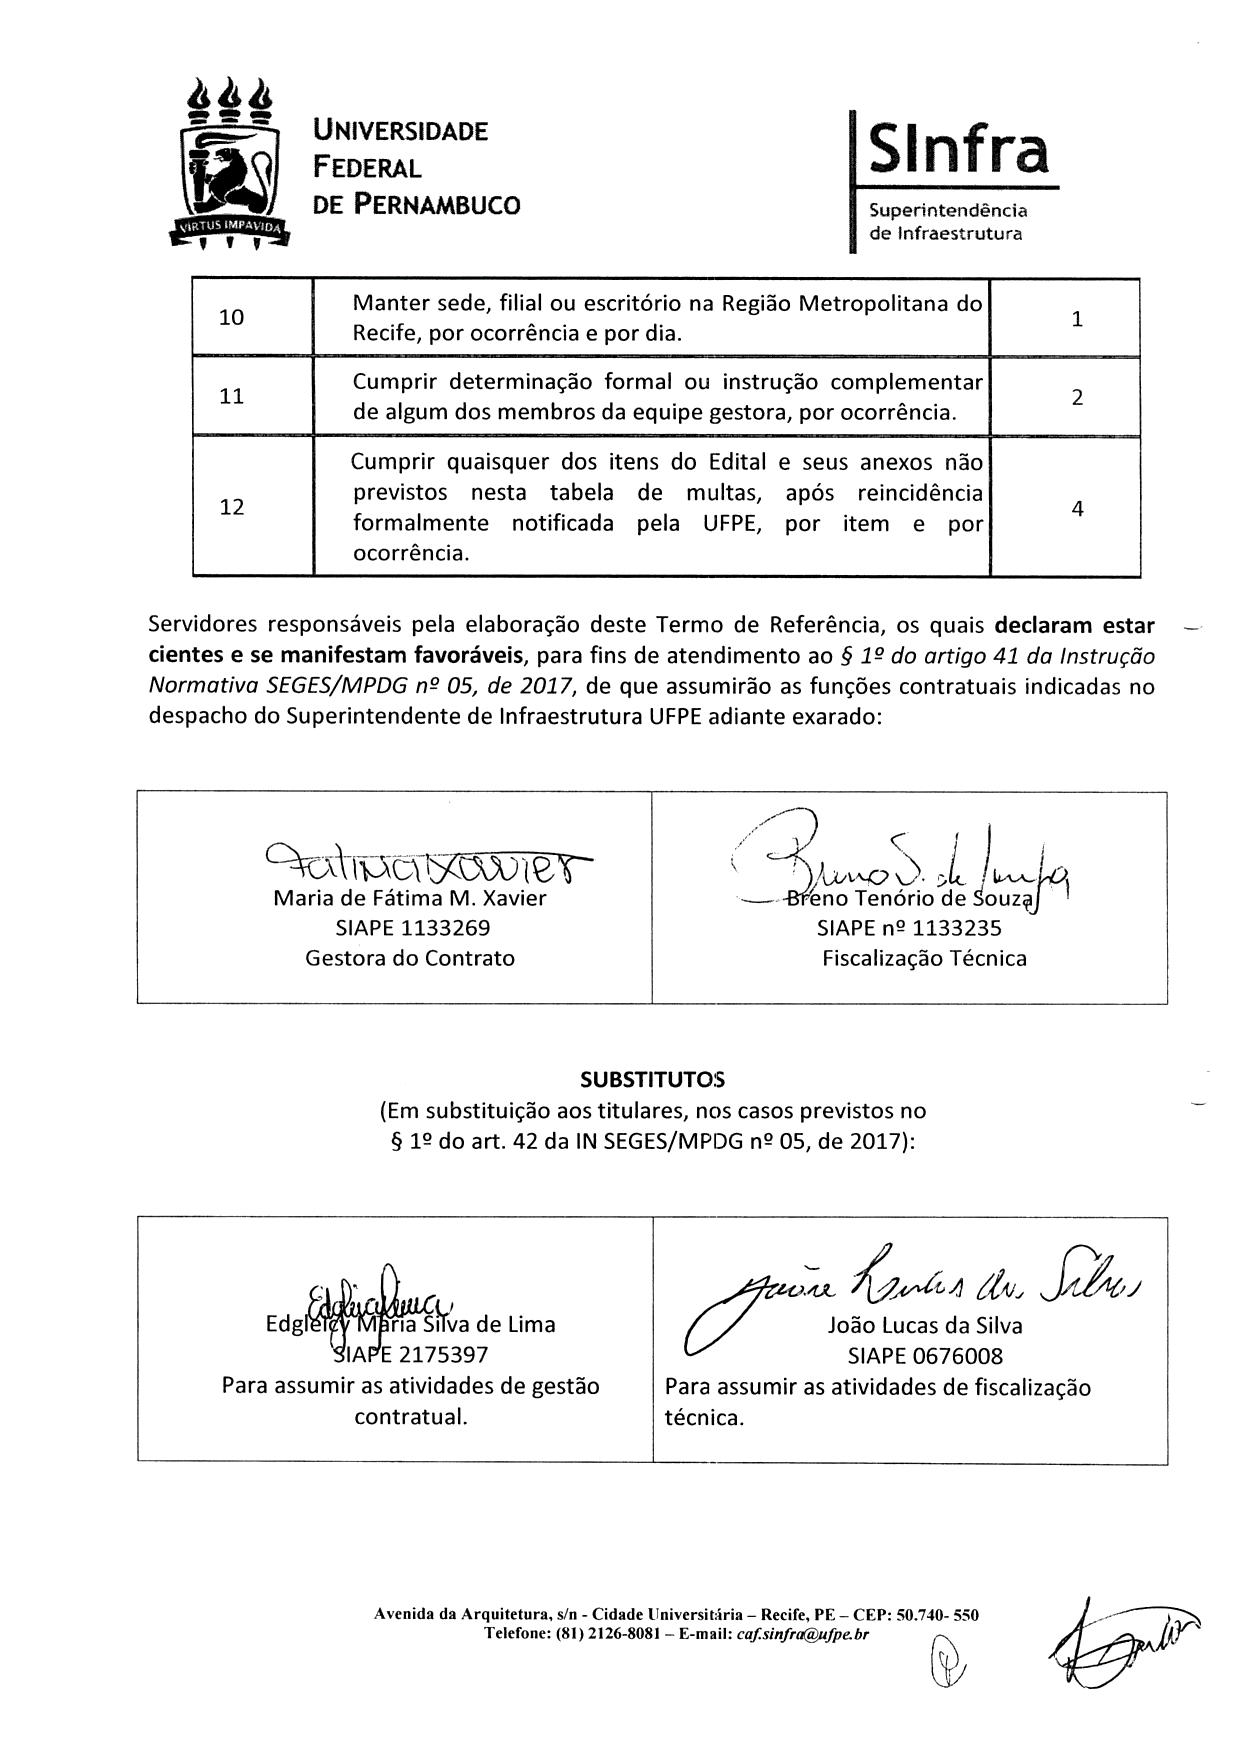 UNIVERSIDADE
FEDERAL
DE PERNAMBUCO
VIRTUS IMPAVIDA
SInfra
Superintendência
de Infraestrutura
10 Manter sede, filial ou escritório na Região Metropolitana do 1
Recife, por ocorrência e por dia.
11 Cumprir determinação formal ou instrução complementar 2
de algum dos membros da equipe gestora, por ocorrência.
12 Cumprir quaisquer dos itens do Edital e seus anexos não 4
previstos nesta tabela de multas, após reincidência
formalmente notificada pela UFPE, por item e por
ocorrência.
Servidores responsáveis pela elaboração deste Termo de Referência, os quais declaram estar
cientes e se manifestam favoráveis, para fins de atendimento ao § 1º do artigo 41 da Instrução
Normativa SEGES/MPDG nº 05, de 2017, de que assumirão as funções contratuais indicadas no
despacho do Superintendente de Infraestrutura UFPE adiante exarado:
Fatima Xavier
Maria de Fátima M. Xavier
SIAPE 1133269
Gestora do Contrato
Breno Tenório de Souza
SIAPE nº 1133235
Fiscalização Técnica
SUBSTITUTOS
(Em substituição aos titulares, nos casos previstos no
§ 1º do art. 42 da IN SEGES/MPDG nº 05, de 2017):
Edgleicy Maria Silva de Lima
SIAPE 2175397
Para assumir as atividades de gestão
contratual.
João Lucas da Silva
SIAPE 0676008
Para assumir as atividades de fiscalização
técnica.
Avenida da Arquitetura, s/n - Cidade Universitária – Recife, PE – CEP: 50.740- 550
Telefone: (81) 2126-8081 – E-mail: caf.sinfra@ufpe.br